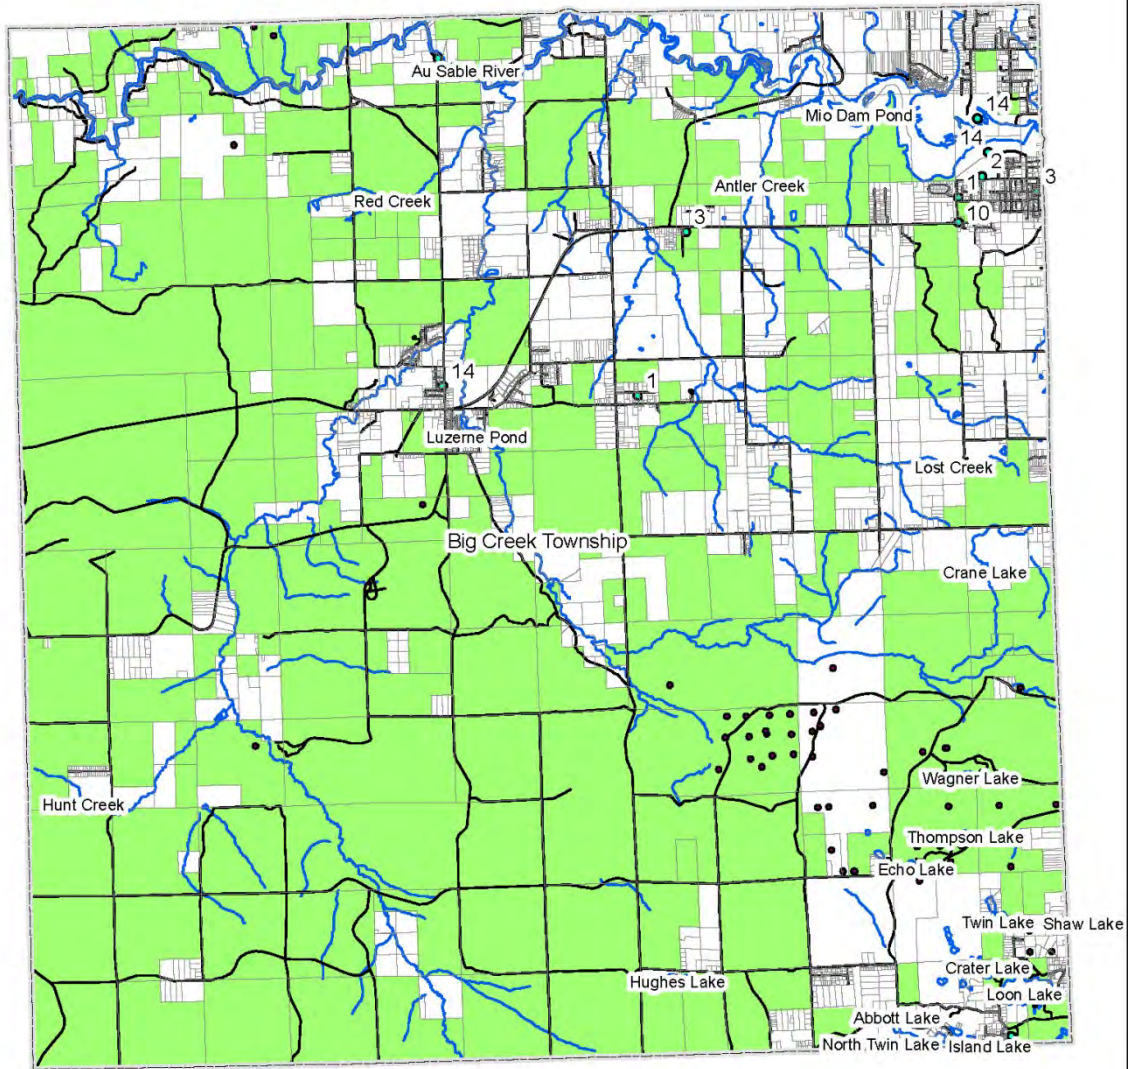 Au Sable River
Mio Dam Pond
14
14
2
Antler Creek
1
3
Red Creek
3
10
14
1
Luzerne Pond
Lost Creek
Big Creek Township
Crane Lake
Wagner Lake
Hunt Creek
Thompson Lake
Echo Lake
Twin Lake
Shaw Lake
Crater Lake
Hughes Lake
Loon Lake
Abbott Lake
North Twin Lake
Island Lake